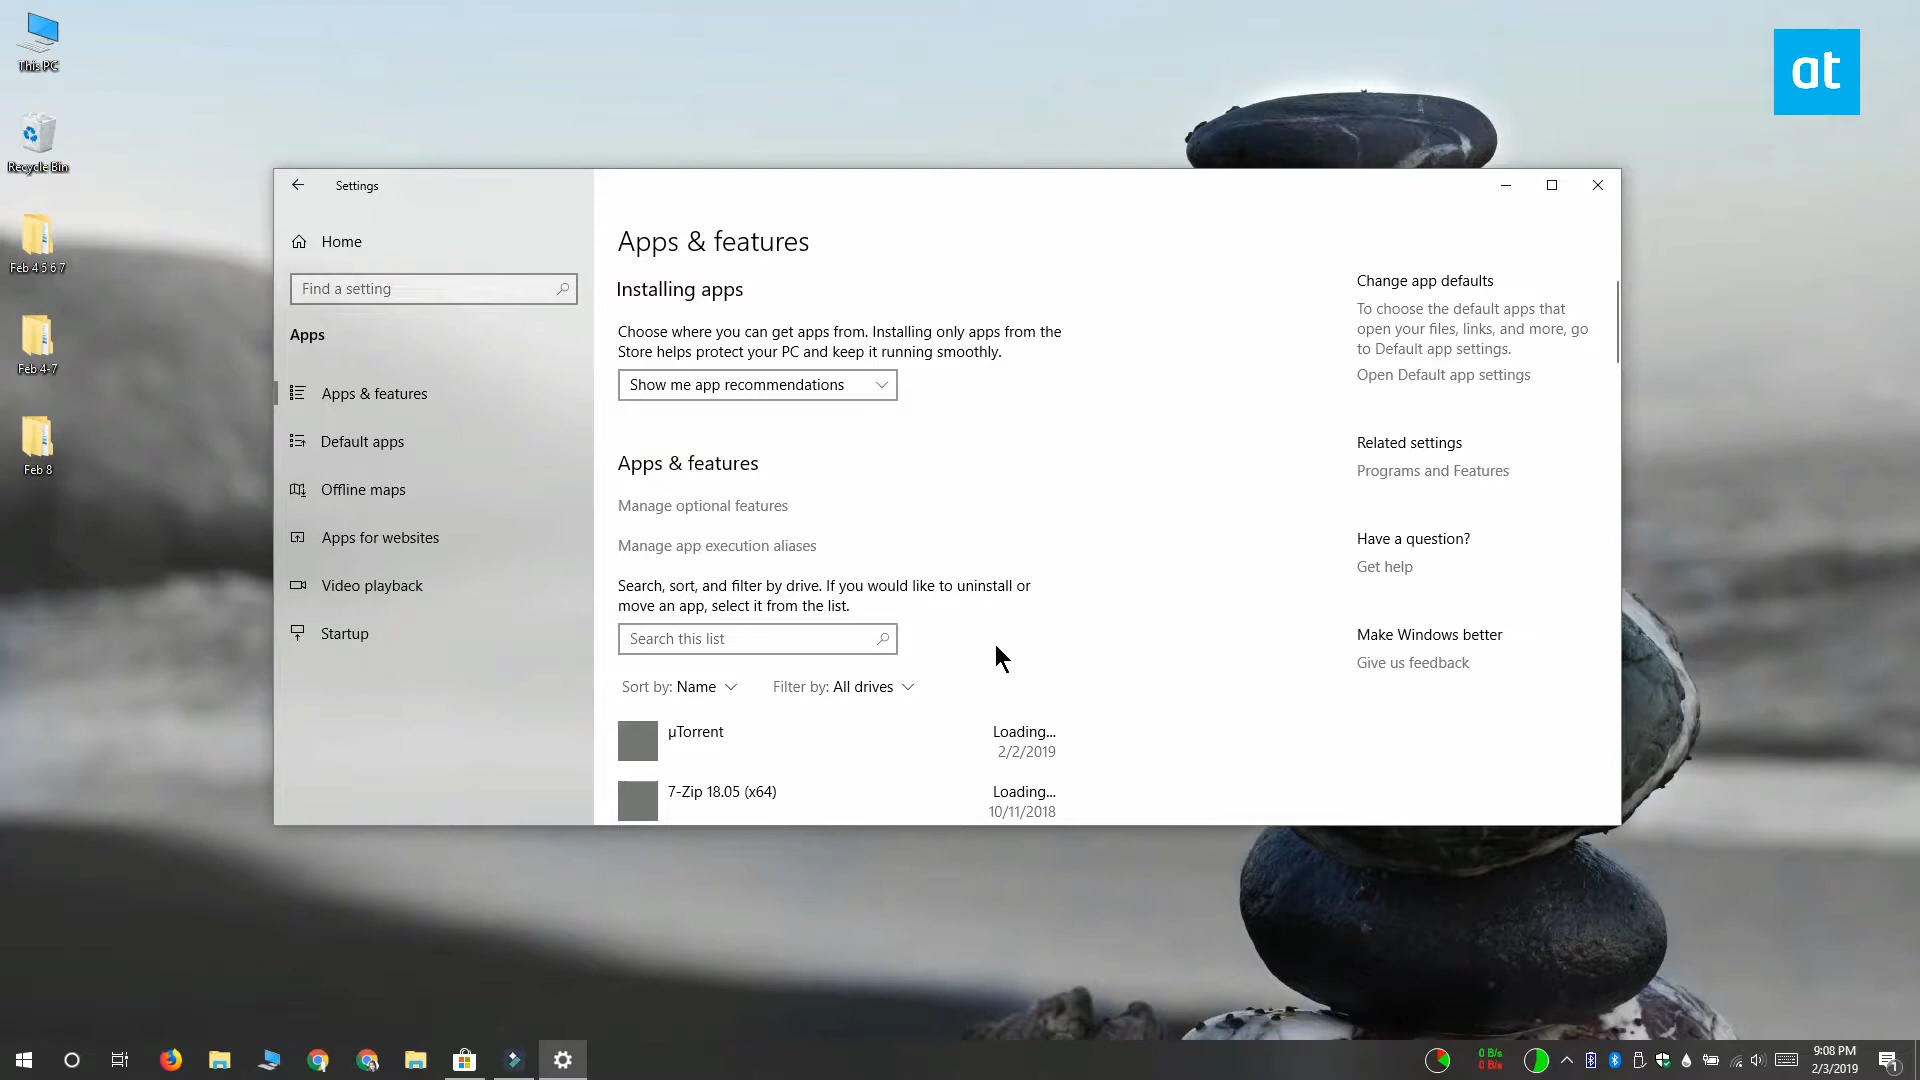 This PC
Recycle Bin
Feb 4 5 6 7
Feb 4-7
Feb 8
at
Settings
Home
Find a setting
Apps
Apps & features
Default apps
Offline maps
Apps for websites
Video playback
Startup
Apps & features
Installing apps
Choose where you can get apps from. Installing only apps from the
Store helps protect your PC and keep it running smoothly.
Show me app recommendations
Apps & features
Manage optional features
Manage app execution aliases
Search, sort, and filter by drive. If you would like to uninstall or
move an app, select it from the list.
Search this list
Sort by: Name Filter by: All drives
µTorrent Loading...
2/2/2019
7-Zip 18.05 (x64) Loading...
10/11/2018
Change app defaults
To choose the default apps that
open your files, links, and more, go
to Default app settings.
Open Default app settings
Related settings
Programs and Features
Have a question?
Get help
Make Windows better
Give us feedback
0 B/s
0 B/s
9:08 PM
2/3/2019
1